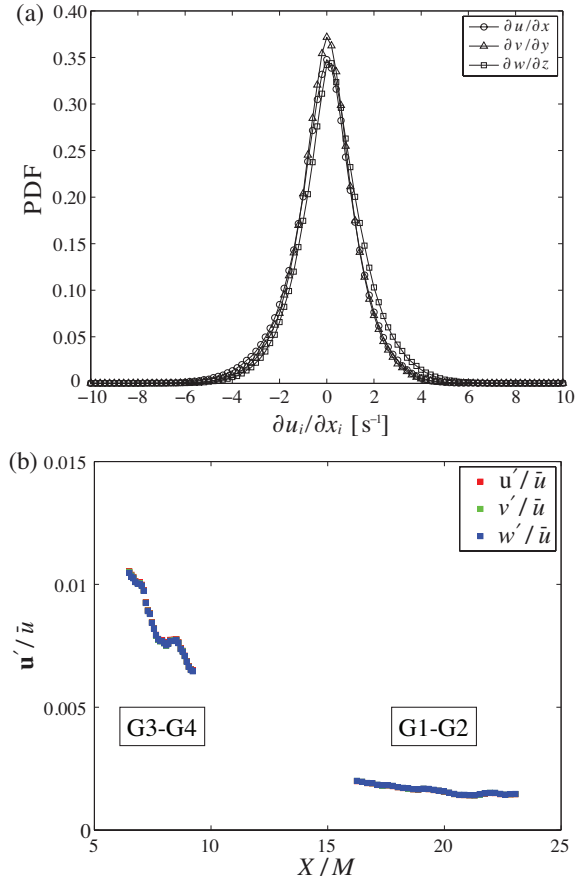 (a)
0.40
0.35
0.30
0.25
0.20
0.15
0.10
0.05
0
PDF
∂u/∂x
∂v/∂y
∂w/∂z
−10 −8 −6 −4 −2 0 2 4 6 8 10
∂uᵢ/∂xᵢ [s⁻¹]
(b)
0.015
0.01
0.005
0
u′/ū
u′/ū
v′/ū
w′/ū
G3-G4
G1-G2
5 10 15 20 25
X/M